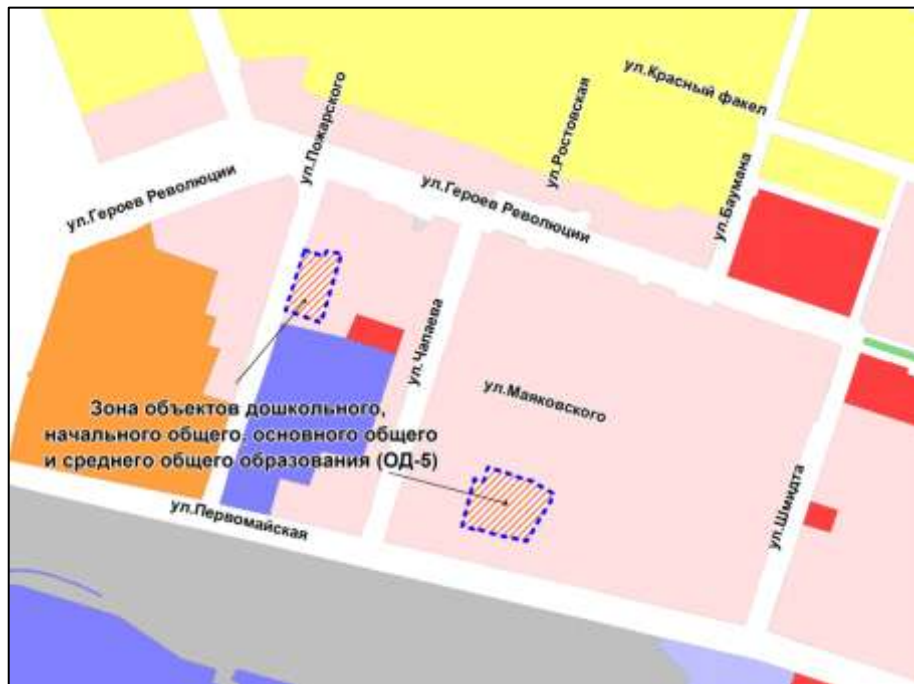 ул.Пожарского
ул.Ростовская
ул.Красный факел
ул.Героев Революции
ул.Героев Революции
ул.Баумана
ул.Чапаева
ул.Маяковского
Зона объектов дошкольного,
начального общего, основного общего
и среднего общего образования (ОД-5)
ул.Первомайская
ул.Шмидта